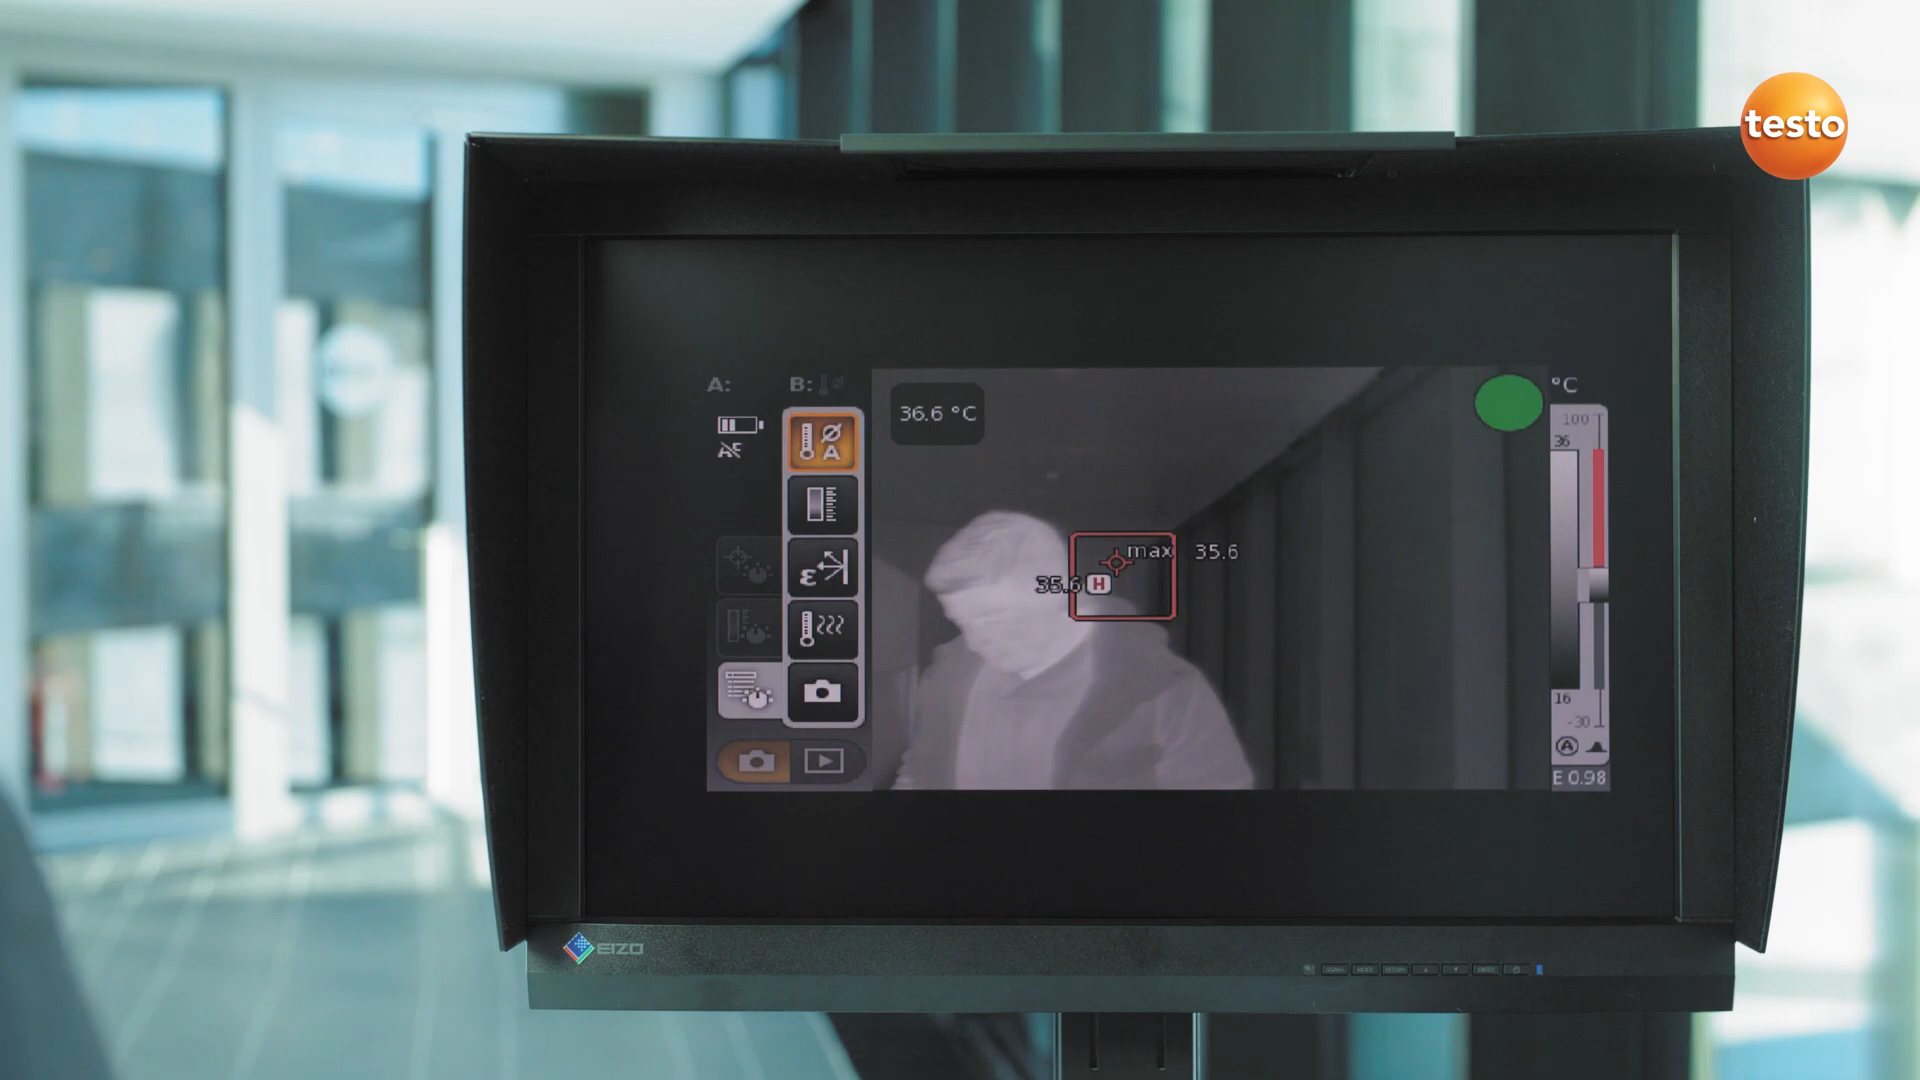 testo
A:
B:
36.6 °C
°C
100
36
A
max 35.6
35.6 H
ε
16
-30
A
E 0.98
EIZO